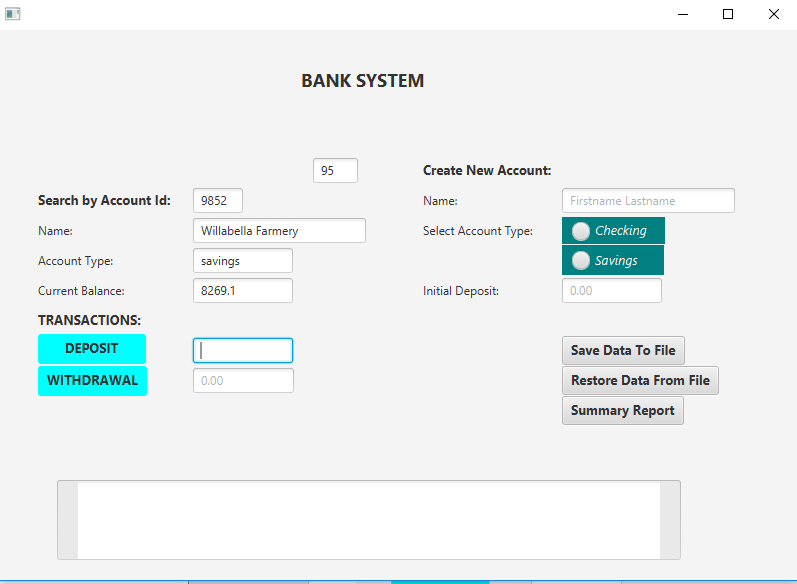 BANK SYSTEM
95
Search by Account Id: 9852
Name: Willabella Farmery
Account Type: savings
Current Balance: 8269.1
TRANSACTIONS:
DEPOSIT
WITHDRAWAL 0.00
Create New Account:
Name: Firstname Lastname
Select Account Type: Checking
Savings
Initial Deposit: 0.00
Save Data To File
Restore Data From File
Summary Report